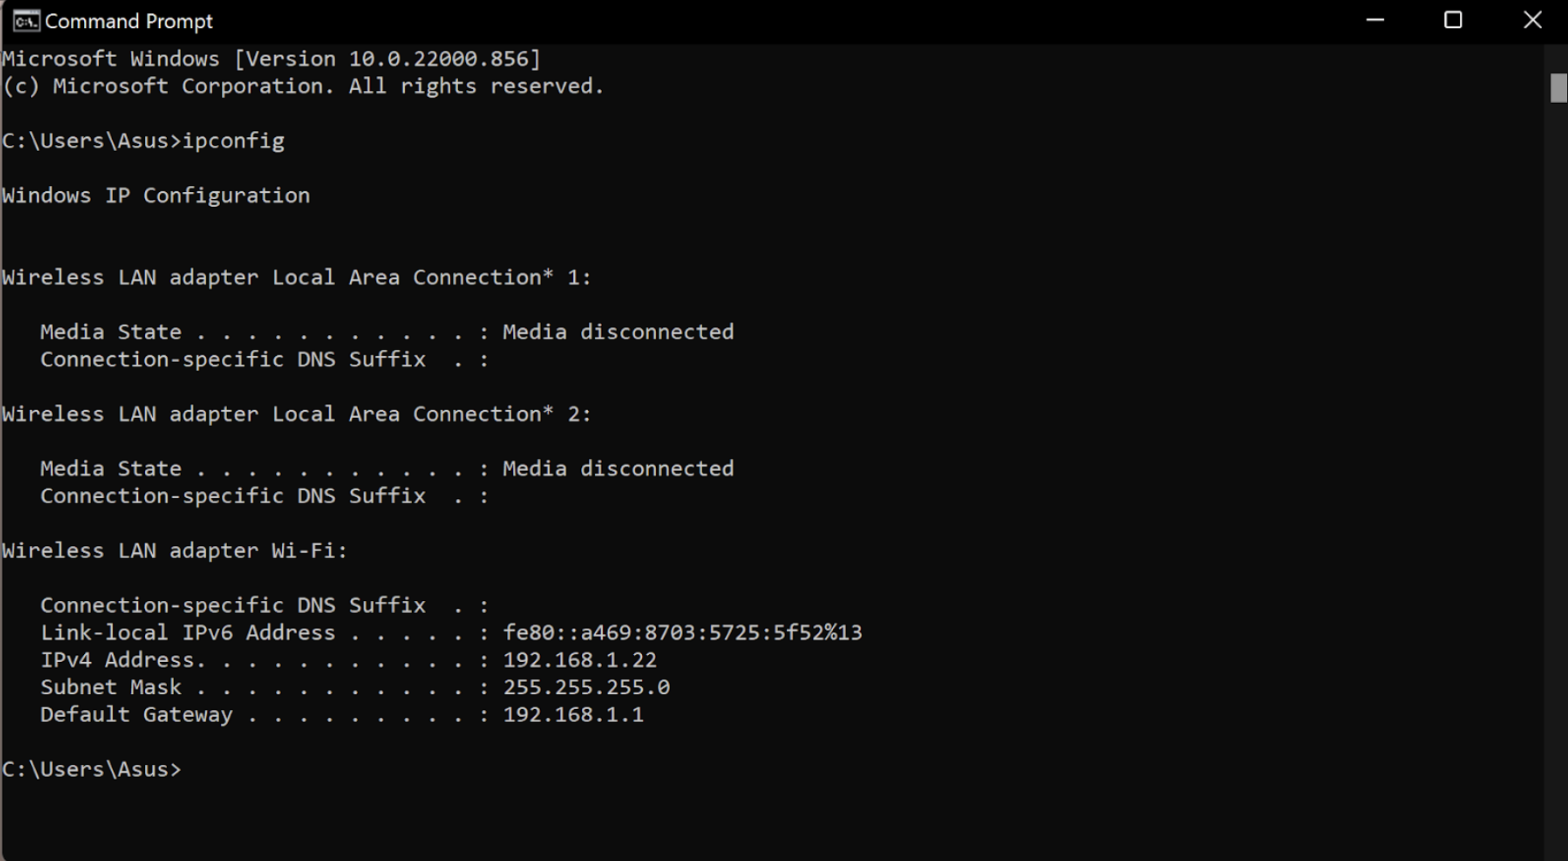 Command Prompt
Microsoft Windows [Version 10.0.22000.856]
(c) Microsoft Corporation. All rights reserved.
C:\Users\Asus>ipconfig
Windows IP Configuration
Wireless LAN adapter Local Area Connection* 1:
   Media State . . . . . . . . . . . : Media disconnected
   Connection-specific DNS Suffix  . :
Wireless LAN adapter Local Area Connection* 2:
   Media State . . . . . . . . . . . : Media disconnected
   Connection-specific DNS Suffix  . :
Wireless LAN adapter Wi-Fi:
   Connection-specific DNS Suffix  . :
   Link-local IPv6 Address . . . . . : fe80::a469:8703:5725:5f52%13
   IPv4 Address. . . . . . . . . . . : 192.168.1.22
   Subnet Mask . . . . . . . . . . . : 255.255.255.0
   Default Gateway . . . . . . . . . : 192.168.1.1
C:\Users\Asus>